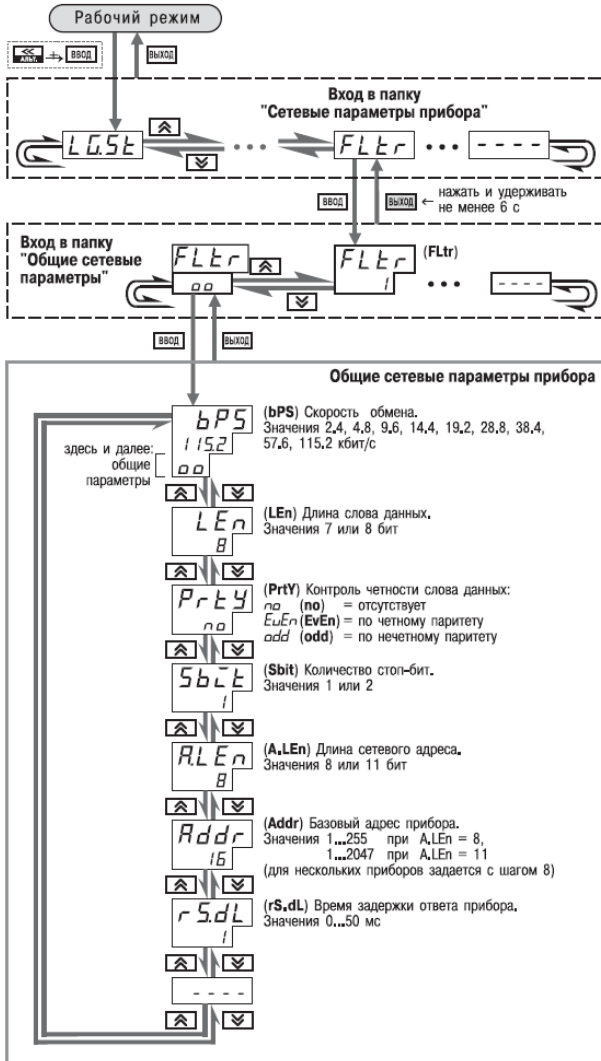 Рабочий режим
АЛЬТ. ВВОД ВЫХОД
Вход в папку
"Сетевые параметры прибора"
LG.St ••• FLtr ••• - - - -
ВВОД ВЫХОД ← нажать и удерживать
не менее 6 с
Вход в папку
"Общие сетевые
параметры"
FLtr
oo
FLtr (FLtr)
1 ••• - - - -
ВВОД ВЫХОД
Общие сетевые параметры прибора
bPS (bPS) Скорость обмена.
115.2 Значения 2.4, 4.8, 9.6, 14.4, 19.2, 28.8, 38.4,
57.6, 115.2 кбит/с
oo
здесь и далее:
общие
параметры
LEn (LEn) Длина слова данных.
8 Значения 7 или 8 бит
PrtY (PrtY) Контроль четности слова данных:
no no (no) = отсутствует
EuEn (EvEn) = по четному паритету
odd (odd) = по нечетному паритету
Sbit (Sbit) Количество стоп-бит.
1 Значения 1 или 2
A.LEn (A.LEn) Длина сетевого адреса.
8 Значения 8 или 11 бит
Addr (Addr) Базовый адрес прибора.
16 Значения 1...255 при A.LEn = 8,
1...2047 при A.LEn = 11
(для нескольких приборов задается с шагом 8)
rS.dL (rS.dL) Время задержки ответа прибора.
1 Значения 0...50 мс
- - - -